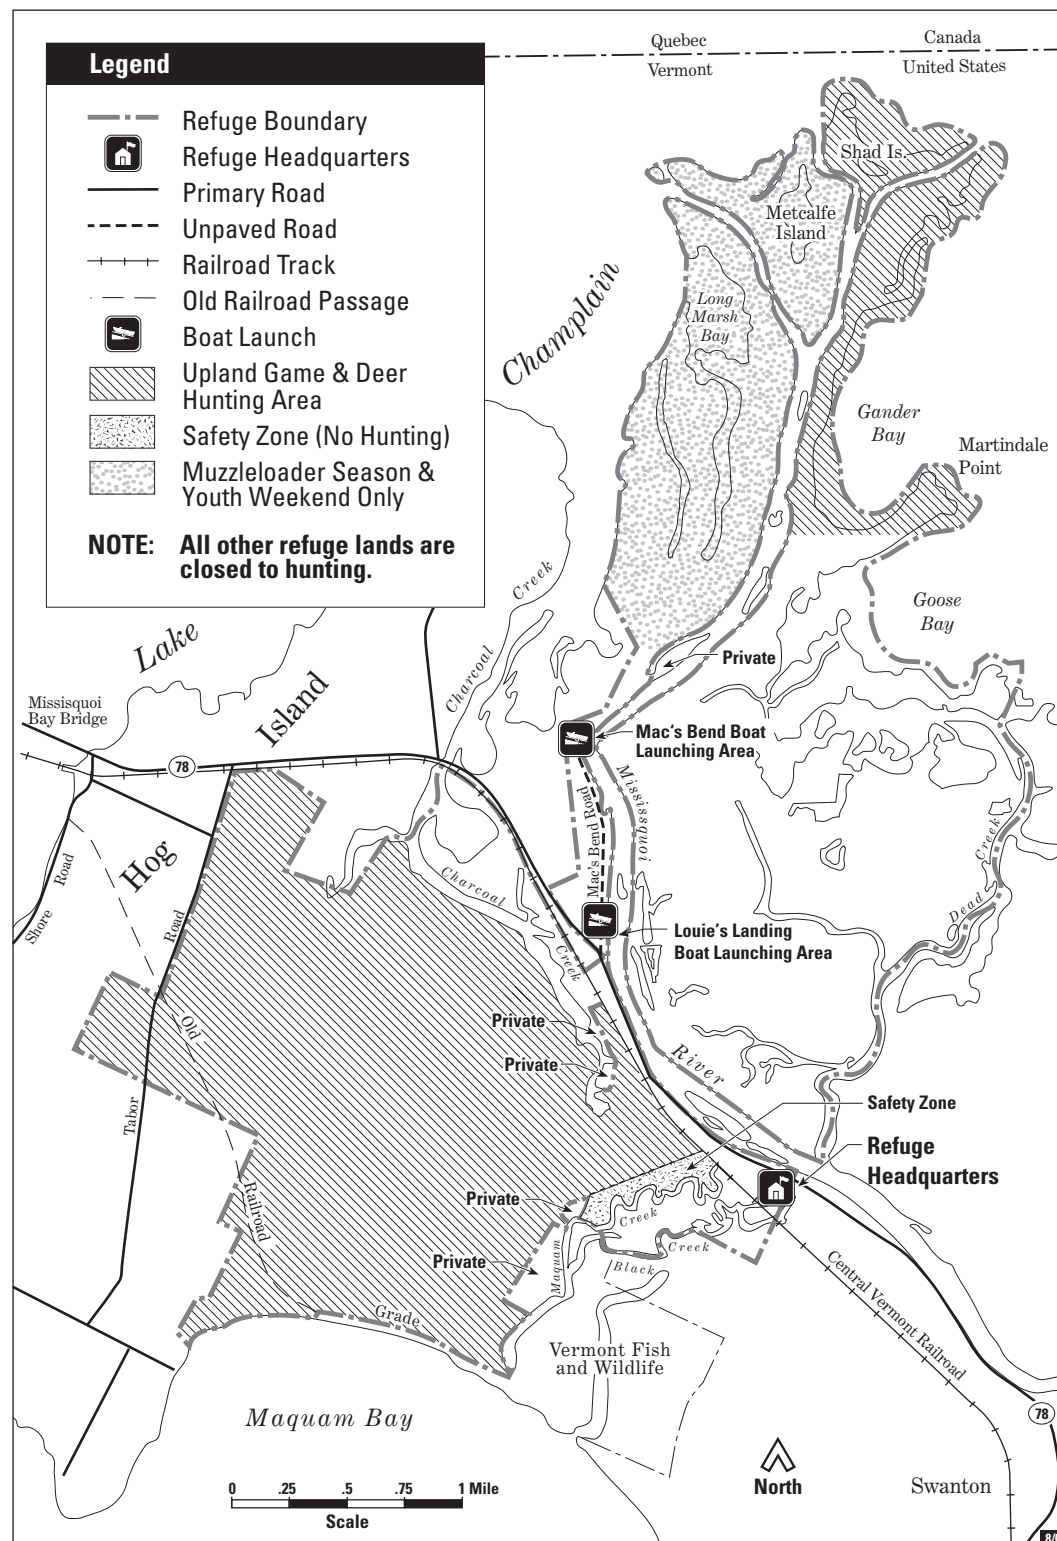 Legend
Refuge Boundary
Refuge Headquarters
Primary Road
Unpaved Road
Railroad Track
Old Railroad Passage
Boat Launch
Upland Game & Deer
Hunting Area
Safety Zone (No Hunting)
Muzzleloader Season &
Youth Weekend Only
NOTE: All other refuge lands are
closed to hunting.
Quebec
Canada
Vermont
United States
Shad Is.
Metcalfe
Island
Long
Marsh
Bay
Champlain
Gander
Bay
Martindale
Point
Goose
Bay
Creek
Charcoal
Lake
Island
Private
Missisquoi
Bay Bridge
78
Mac's Bend Boat
Launching Area
Mississquoi
Mac's Bend Road
Hog
Shore Road
Road
Charcoal
Creek
Dead Creek
Louie's Landing
Boat Launching Area
Private
Private
Old
River
Tabor
Safety Zone
Refuge
Headquarters
Railroad
Private
Creek
Private
Maquam
Black
Creek
Grade
Central Vermont Railroad
Vermont Fish
and Wildlife
Maquam Bay
78
North
Swanton
0 .25 .5 .75 1 Mile
Scale